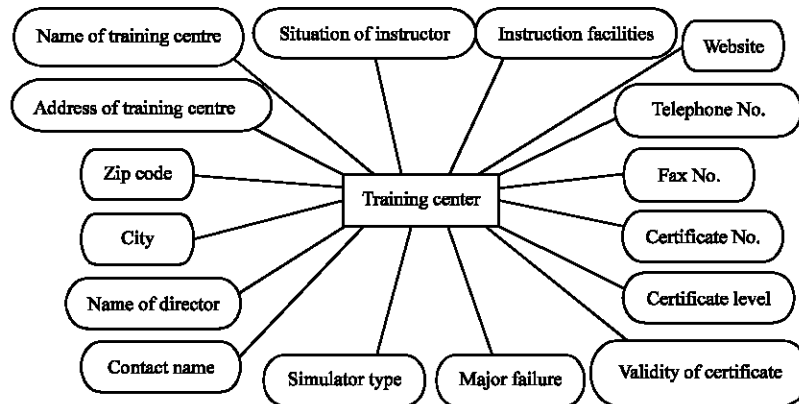 Name of training centre
Situation of instructor
Instruction facilities
Website
Address of training centre
Telephone No.
Zip code
Fax No.
Training center
City
Certificate No.
Name of director
Certificate level
Contact name
Simulator type
Major failure
Validity of certificate